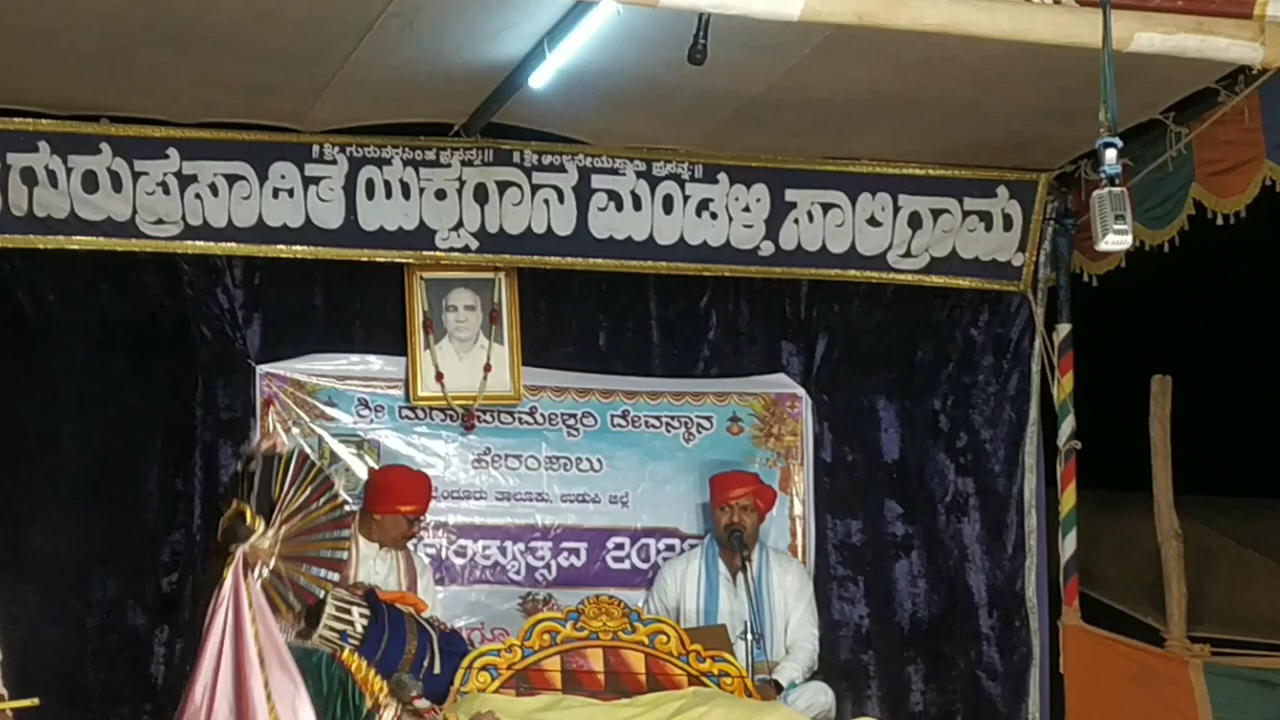 ॥ ಶ್ರೀ ಗುರುನರಸಿಂಹ ಪ್ರಸನ್ನಃ॥ ॥ ಶ್ರೀ ಆಂಜನೇಯಸ್ವಾಮಿ ಪ್ರಸನ್ನಃ॥
ಗುರುಪ್ರಸಾದಿತ ಯಕ್ಷಗಾನ ಮಂಡಳಿ, ಸಾಲಿಗ್ರಾಮ.
ಶ್ರೀ ದುರ್ಗಾಪರಮೇಶ್ವರಿ ದೇವಸ್ಥಾನ
ಹೇರಂಜಾಲು
ಬೈಂದೂರು ತಾಲೂಕು, ಉಡುಪಿ ಜಿಲ್ಲೆ